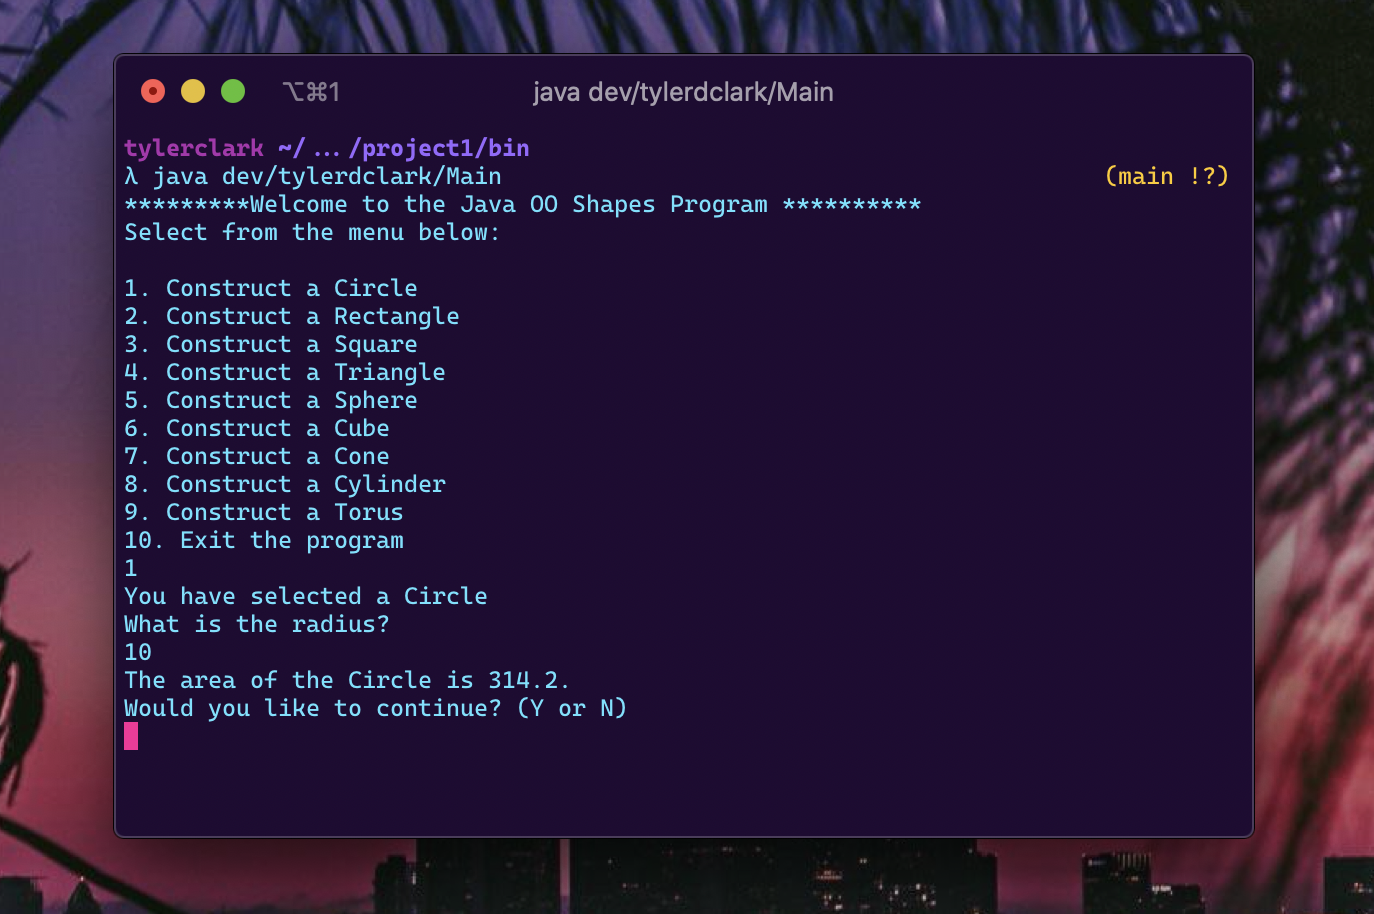 ⌥⌘1 java dev/tylerdclark/Main
tylerclark ~/ … /project1/bin
λ java dev/tylerdclark/Main (main !?)
*********Welcome to the Java OO Shapes Program **********
Select from the menu below:
1. Construct a Circle
2. Construct a Rectangle
3. Construct a Square
4. Construct a Triangle
5. Construct a Sphere
6. Construct a Cube
7. Construct a Cone
8. Construct a Cylinder
9. Construct a Torus
10. Exit the program
1
You have selected a Circle
What is the radius?
10
The area of the Circle is 314.2.
Would you like to continue? (Y or N)